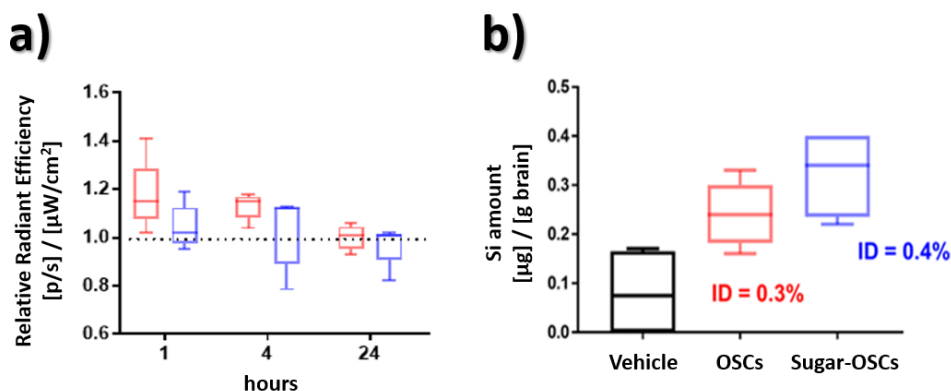 a)
Relative Radiant Efficiency
[p/s] / [µW/cm²]
1.6
1.4
1.2
1.0
0.8
0.6
1 4 24
hours
b)
Si amount
[µg] / [g brain]
0.5
0.4
0.3
0.2
0.1
0.0
ID = 0.3%
ID = 0.4%
Vehicle OSCs Sugar-OSCs